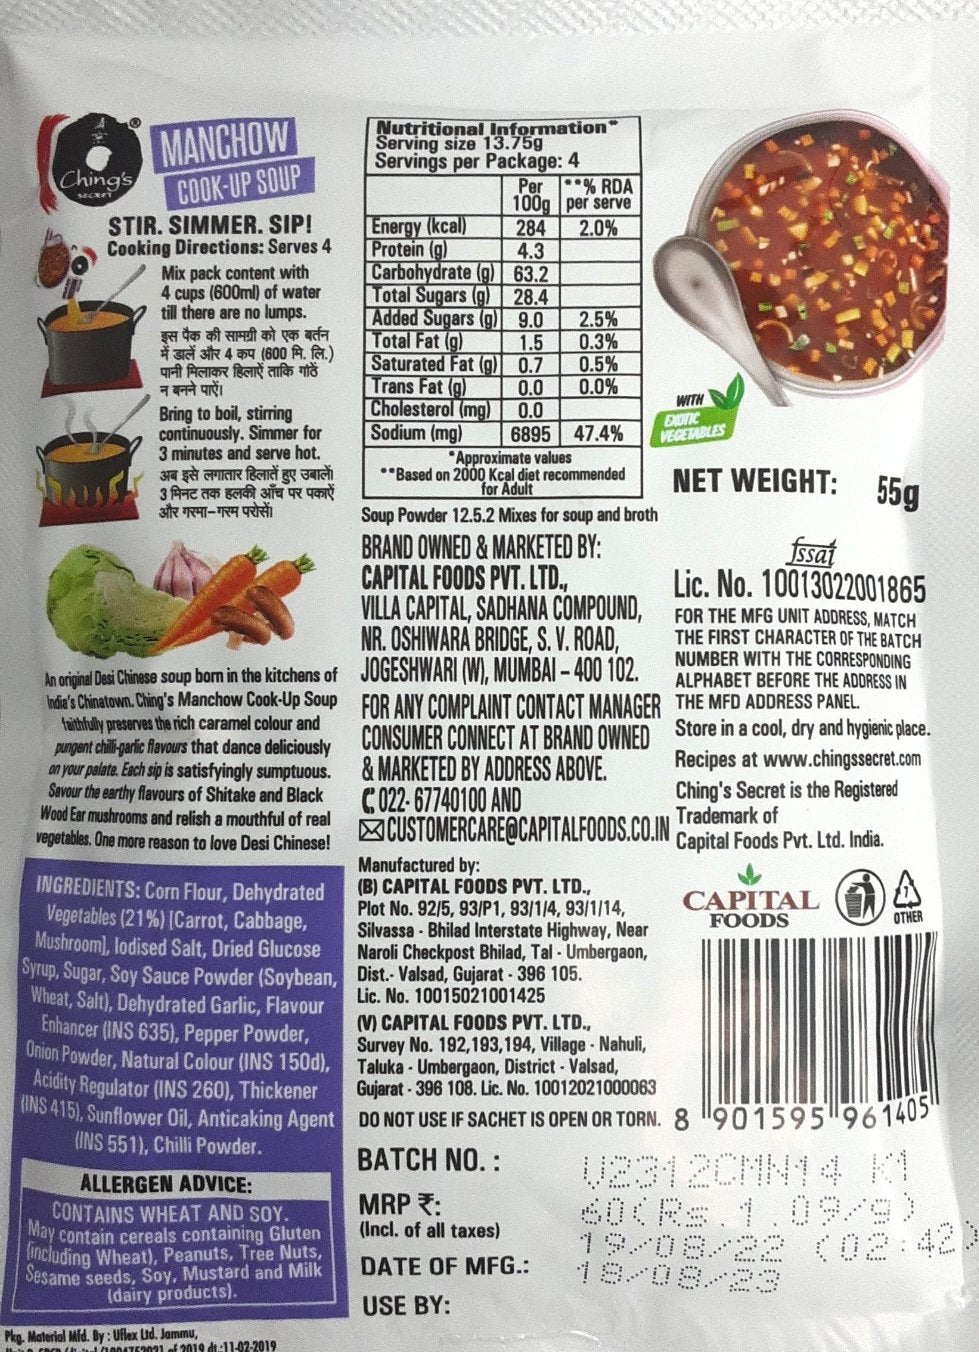 Ching's
SECRET
®
MANCHOW
COOK-UP SOUP
STIR. SIMMER. SIP!
Cooking Directions: Serves 4
Mix pack content with
4 cups (600ml) of water
till there are no lumps.
इस पैक की सामग्री को एक बर्तन
में डालें और 4 कप (600 मि. लि.)
पानी मिलाकर हिलाऐं ताकि गांठें
न बनने पाऐं।
Bring to boil, stirring
continuously. Simmer for
3 minutes and serve hot.
अब इसे लगातार हिलातें हुए उबालें।
3 मिनट तक हलकी आँच पर पकाऐं
और गरमा-गरम परोसें।
An original Desi Chinese soup born in the kitchens of
India's Chinatown. Ching's Manchow Cook-Up Soup
faithfully preserves the rich caramel colour and
pungent chilli-garlic flavours that dance deliciously
on your palate. Each sip is satisfyingly sumptuous.
Savour the earthy flavours of Shitake and Black
Wood Ear mushrooms and relish a mouthful of real
vegetables. One more reason to love Desi Chinese!
INGREDIENTS: Corn Flour, Dehydrated
Vegetables (21%) [Carrot, Cabbage,
Mushroom], Iodised Salt, Dried Glucose
Syrup, Sugar, Soy Sauce Powder (Soybean,
Wheat, Salt), Dehydrated Garlic, Flavour
Enhancer (INS 635), Pepper Powder,
Onion Powder, Natural Colour (INS 150d),
Acidity Regulator (INS 260), Thickener
(INS 415), Sunflower Oil, Anticaking Agent
(INS 551), Chilli Powder.
ALLERGEN ADVICE:
CONTAINS WHEAT AND SOY.
May contain cereals containing Gluten
(including Wheat), Peanuts, Tree Nuts,
Sesame seeds, Soy, Mustard and Milk
(dairy products).
Pkg. Material Mfd. By : Uflex Ltd. Jammu,
of 2019 dt.:11-02-2019
Nutritional Information*
Serving size 13.75g
Servings per Package: 4
Per 100g **% RDA per serve
Energy (kcal) 284 2.0%
Protein (g) 4.3
Carbohydrate (g) 63.2
Total Sugars (g) 28.4
Added Sugars (g) 9.0 2.5%
Total Fat (g) 1.5 0.3%
Saturated Fat (g) 0.7 0.5%
Trans Fat (g) 0.0 0.0%
Cholesterol (mg) 0.0
Sodium (mg) 6895 47.4%
*Approximate values
**Based on 2000 Kcal diet recommended
for Adult
Soup Powder 12.5.2 Mixes for soup and broth
BRAND OWNED & MARKETED BY:
CAPITAL FOODS PVT. LTD.,
VILLA CAPITAL, SADHANA COMPOUND,
NR. OSHIWARA BRIDGE, S. V. ROAD,
JOGESHWARI (W), MUMBAI – 400 102.
FOR ANY COMPLAINT CONTACT MANAGER
CONSUMER CONNECT AT BRAND OWNED
& MARKETED BY ADDRESS ABOVE.
022- 67740100 AND
CUSTOMERCARE@CAPITALFOODS.CO.IN
Manufactured by:
(B) CAPITAL FOODS PVT. LTD.,
Plot No. 92/5, 93/P1, 93/1/4, 93/1/14,
Silvassa - Bhilad Interstate Highway, Near
Naroli Checkpost Bhilad, Tal - Umbergaon,
Dist.- Valsad, Gujarat - 396 105.
Lic. No. 10015021001425
(V) CAPITAL FOODS PVT. LTD.,
Survey No. 192,193,194, Village - Nahuli,
Taluka - Umbergaon, District - Valsad,
Gujarat - 396 108. Lic. No. 10012021000063
DO NOT USE IF SACHET IS OPEN OR TORN.
WITH
EXOTIC
VEGETABLES
NET WEIGHT: 55g
fssai
Lic. No. 10013022001865
FOR THE MFG UNIT ADDRESS, MATCH
THE FIRST CHARACTER OF THE BATCH
NUMBER WITH THE CORRESPONDING
ALPHABET BEFORE THE ADDRESS IN
THE MFD ADDRESS PANEL.
Store in a cool, dry and hygienic place.
Recipes at www.chingssecret.com
Ching's Secret is the Registered
Trademark of
Capital Foods Pvt. Ltd. India.
CAPITAL
FOODS
7
OTHER
8 901595 961405
BATCH NO. : V2312CMN14 K1
MRP ₹: 60(Rs.1.09/g)
(Incl. of all taxes)
DATE OF MFG.: 19/08/22 (02:42)
USE BY: 18/08/23